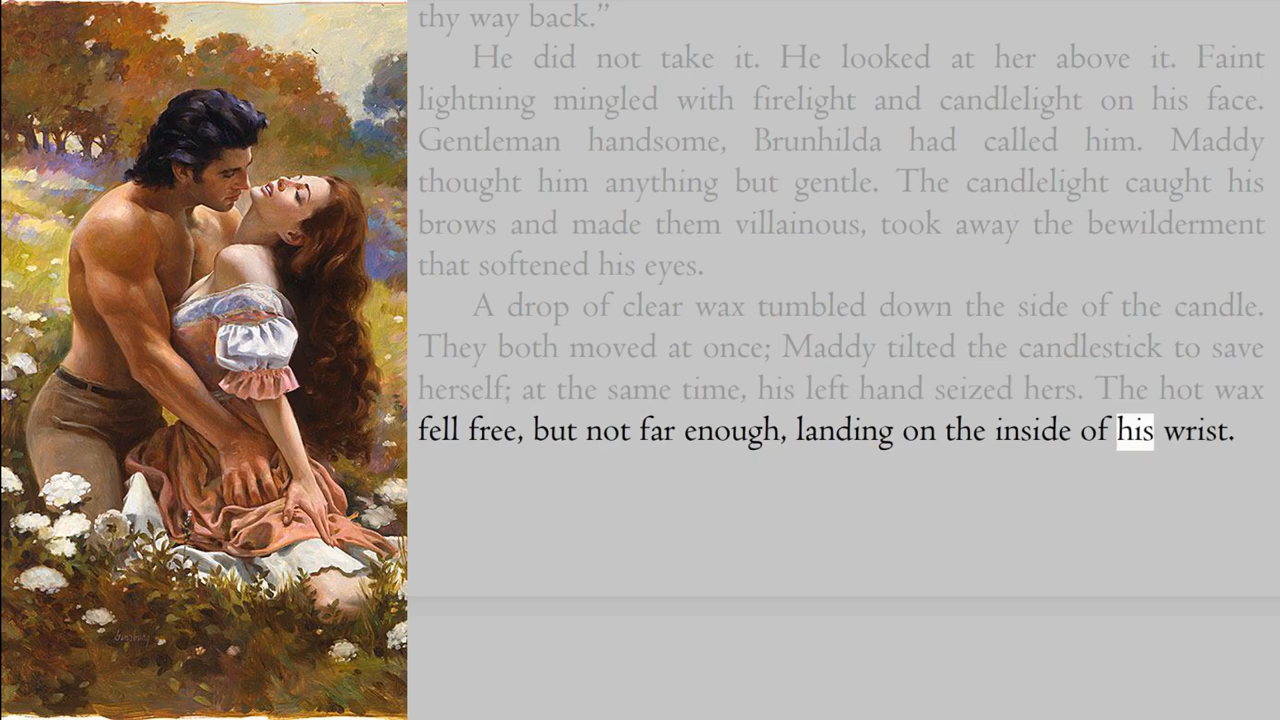 thy way back.”
He did not take it. He looked at her above it. Faint
lightning mingled with firelight and candlelight on his face.
Gentleman handsome, Brunhilda had called him. Maddy
thought him anything but gentle. The candlelight caught his
brows and made them villainous, took away the bewilderment
that softened his eyes.
A drop of clear wax tumbled down the side of the candle.
They both moved at once; Maddy tilted the candlestick to save
herself; at the same time, his left hand seized hers. The hot wax
fell free, but not far enough, landing on the inside of his wrist.